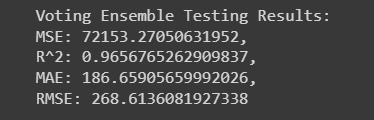 Voting Ensemble Testing Results:
MSE: 72153.27050631952,
R^2: 0.9656765262909837,
MAE: 186.65905659992026,
RMSE: 268.6136081927338